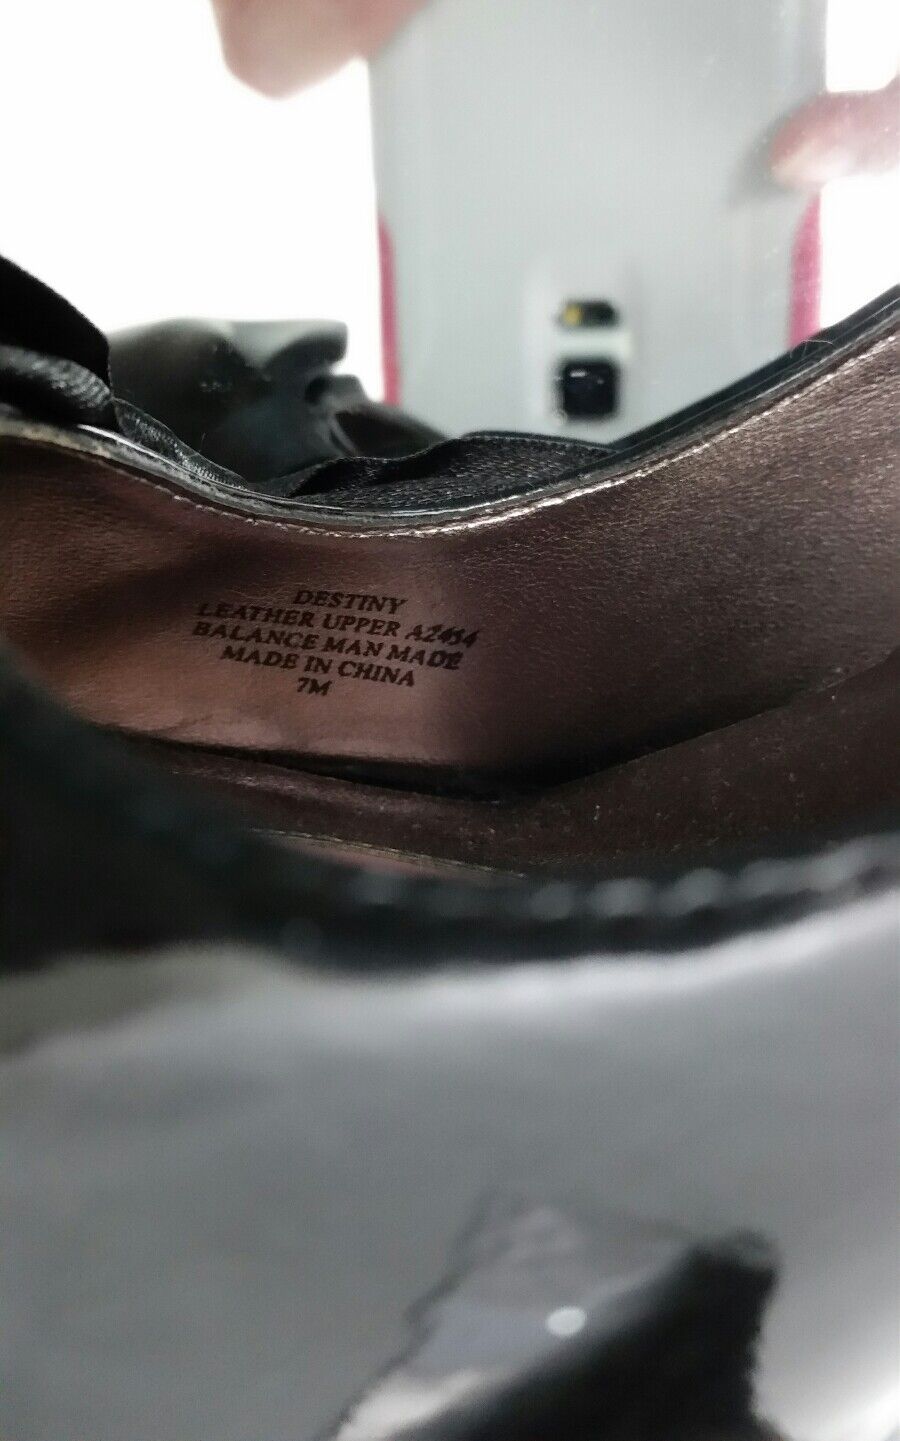 DESTINY
LEATHER UPPER A2454
BALANCE MAN MADE
MADE IN CHINA
7M